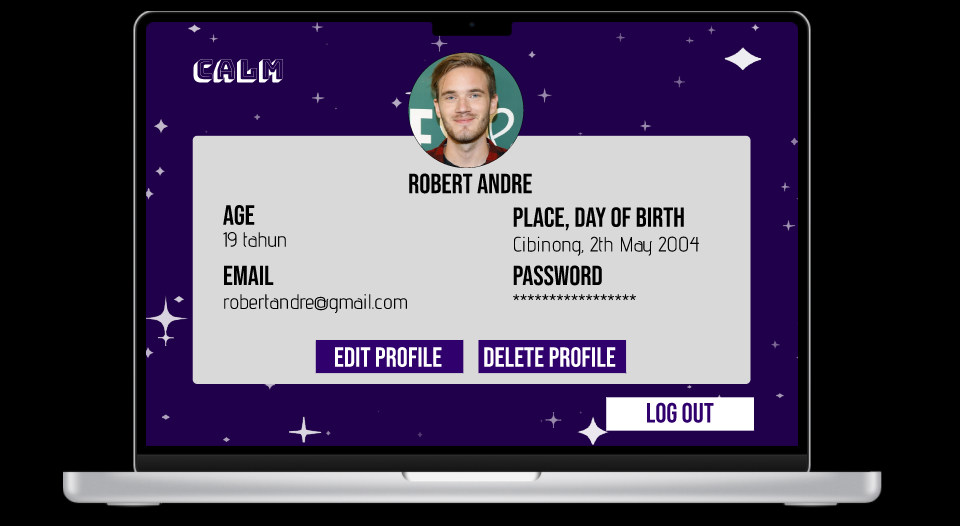 CALM
ROBERT ANDRE
AGE
19 tahun
PLACE, DAY OF BIRTH
Cibinong, 2th May 2004
EMAIL
robertandre@gmail.com
PASSWORD
*****************
EDIT PROFILE
DELETE PROFILE
LOG OUT